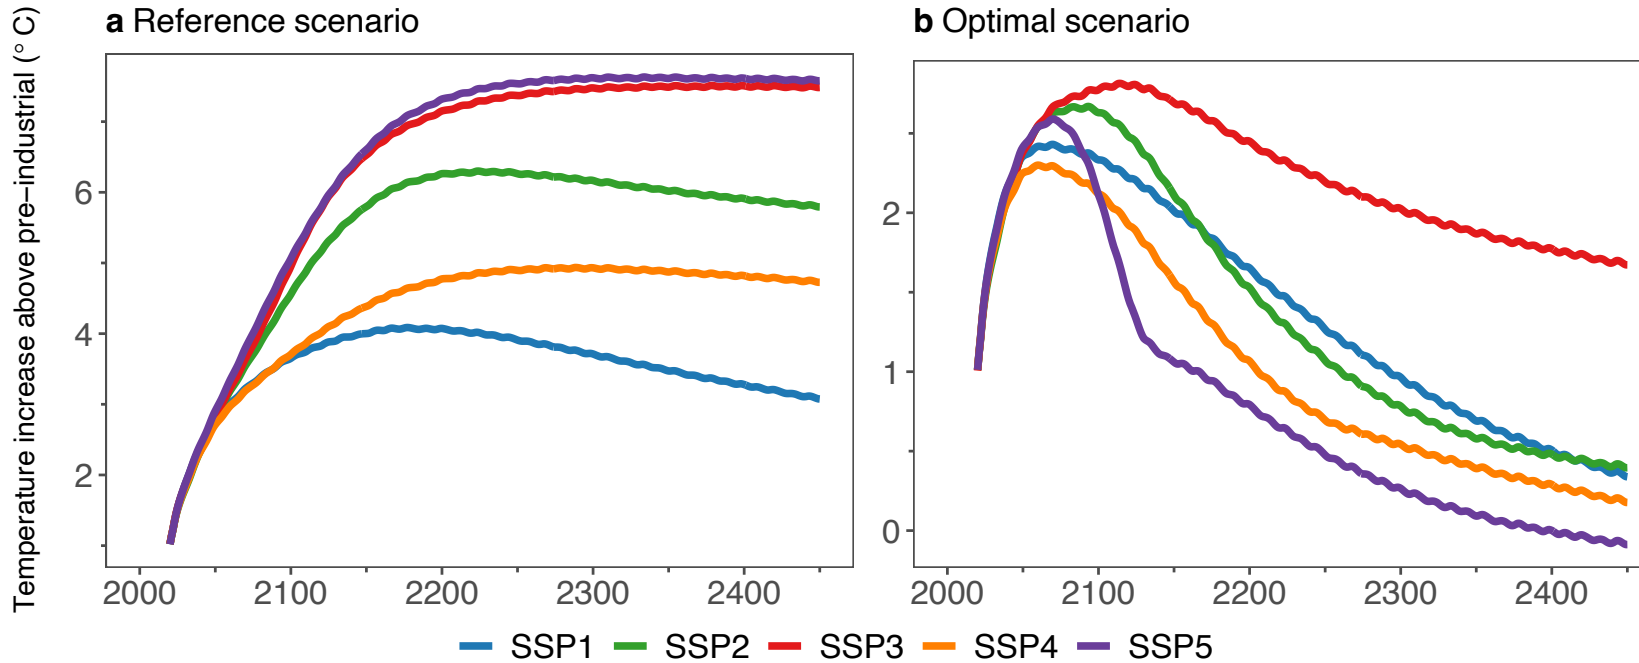 a Reference scenario
b Optimal scenario
Temperature increase above pre−industrial (° C)
6
4
2
2000 2100 2200 2300 2400
2
1
0
2000 2100 2200 2300 2400
SSP1 SSP2 SSP3 SSP4 SSP5